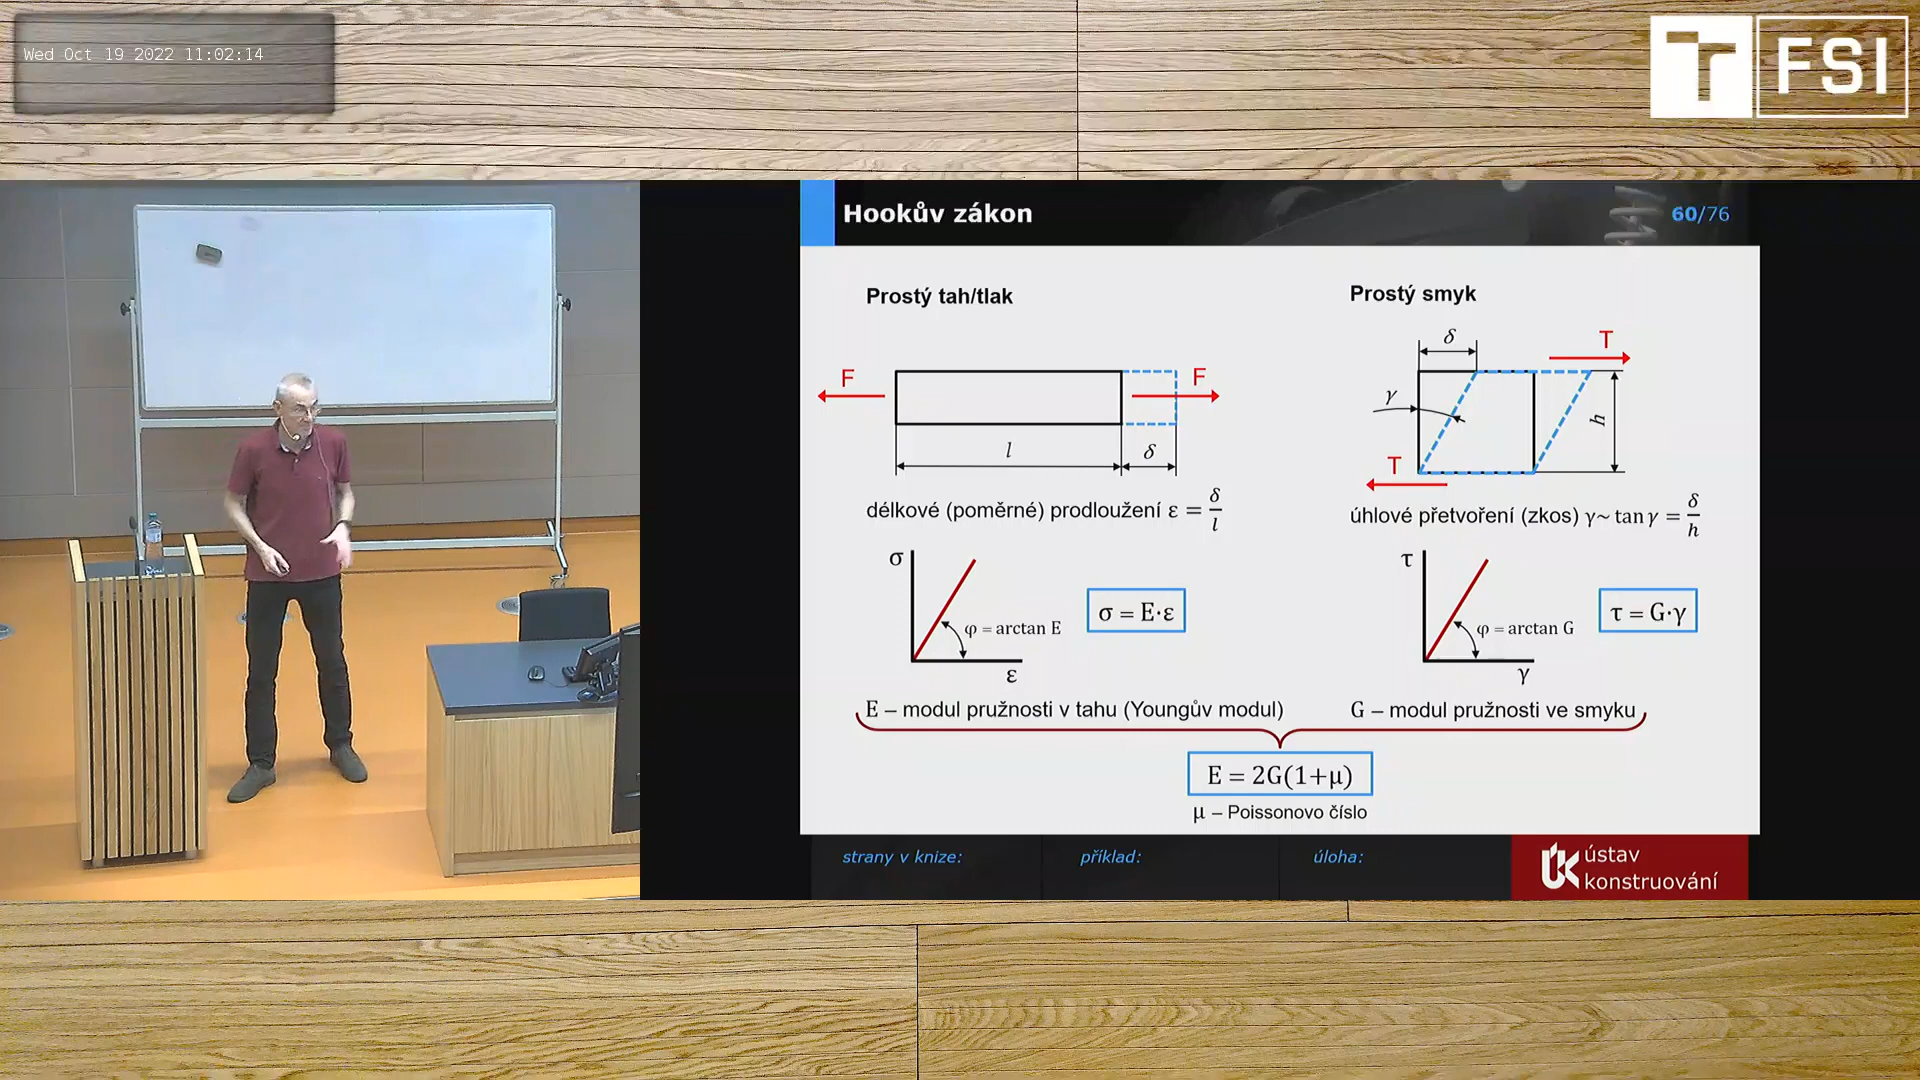 Wed Oct 19 2022 11:02:14
T FSI
Hookův zákon
60/76
Prostý tah/tlak
Prostý smyk
F
F
l
δ
δ
T
γ
h
T
délkové (poměrné) prodloužení ε = δ/l
úhlové přetvoření (zkos) γ~ tan γ = δ/h
σ
φ = arctan E
ε
σ = E·ε
τ
φ = arctan G
γ
τ = G·γ
E – modul pružnosti v tahu (Youngův modul)
G – modul pružnosti ve smyku
E = 2G(1+μ)
μ – Poissonovo číslo
strany v knize:
příklad:
úloha:
ÚK ústav
konstruování